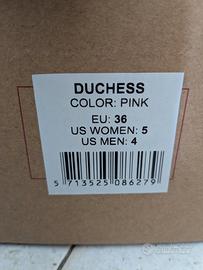 DUCHESS
COLOR: PINK
EU: 36
US WOMEN: 5
US MEN: 4
5 713525 086279